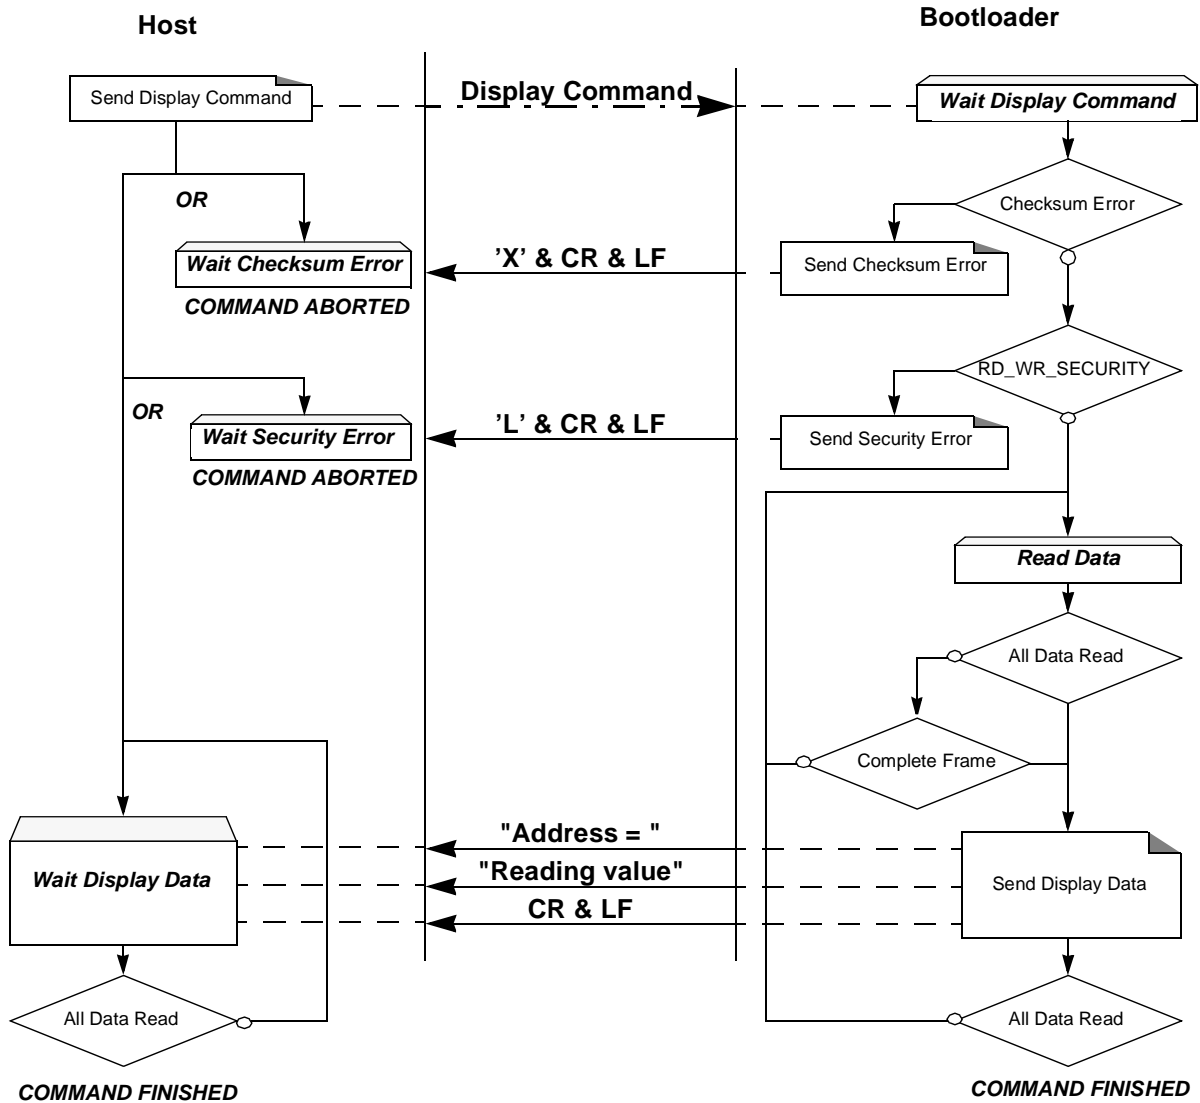 Host
Bootloader
Send Display Command
Display Command
Wait Display Command
OR
Checksum Error
Wait Checksum Error
’X’ & CR & LF
Send Checksum Error
COMMAND ABORTED
RD_WR_SECURITY
OR
Wait Security Error
’L’ & CR & LF
Send Security Error
COMMAND ABORTED
Read Data
All Data Read
Complete Frame
"Address = "
Wait Display Data
"Reading value"
Send Display Data
CR & LF
All Data Read
All Data Read
COMMAND FINISHED
COMMAND FINISHED